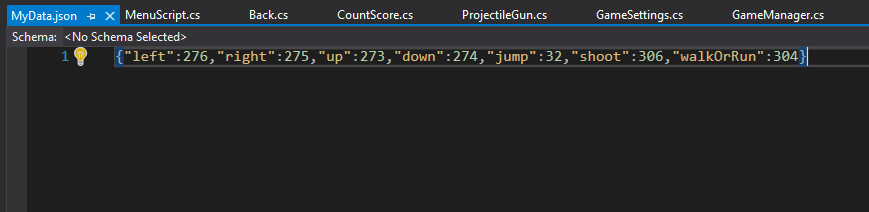 MyData.json MenuScript.cs Back.cs CountScore.cs ProjectileGun.cs GameSettings.cs GameManager.cs
Schema: <No Schema Selected>
1 {"left":276,"right":275,"up":273,"down":274,"jump":32,"shoot":306,"walkOrRun":304}